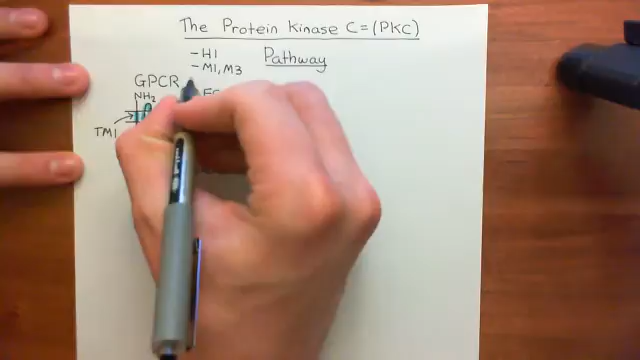 The Protein Kinase C=(PKC)
Pathway
-H1
-M1, M3
GPCR
NH2
TM1